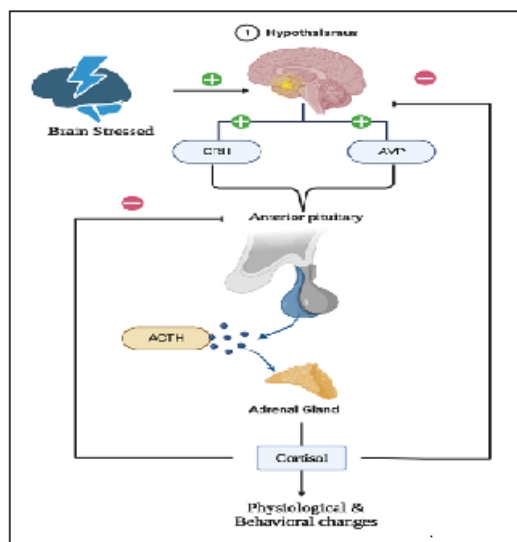 1 Hypothalamus
Brain Stressed
CRH
AVP
Anterior pituitary
ACTH
Adrenal Gland
Cortisol
Physiological &
Behavioral changes